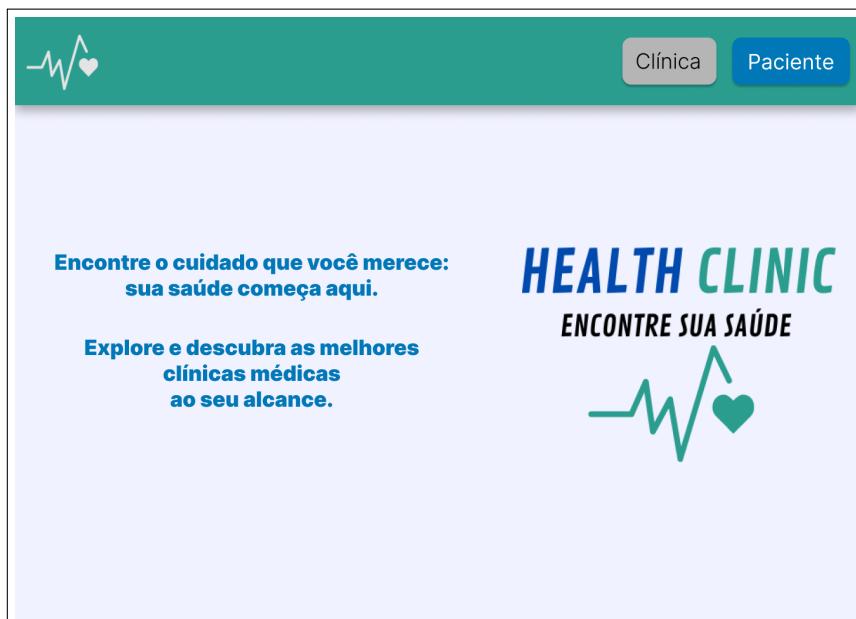 Clínica
Paciente
Encontre o cuidado que você merece:
sua saúde começa aqui.
Explore e descubra as melhores
clínicas médicas
ao seu alcance.
HEALTH CLINIC
ENCONTRE SUA SAÚDE